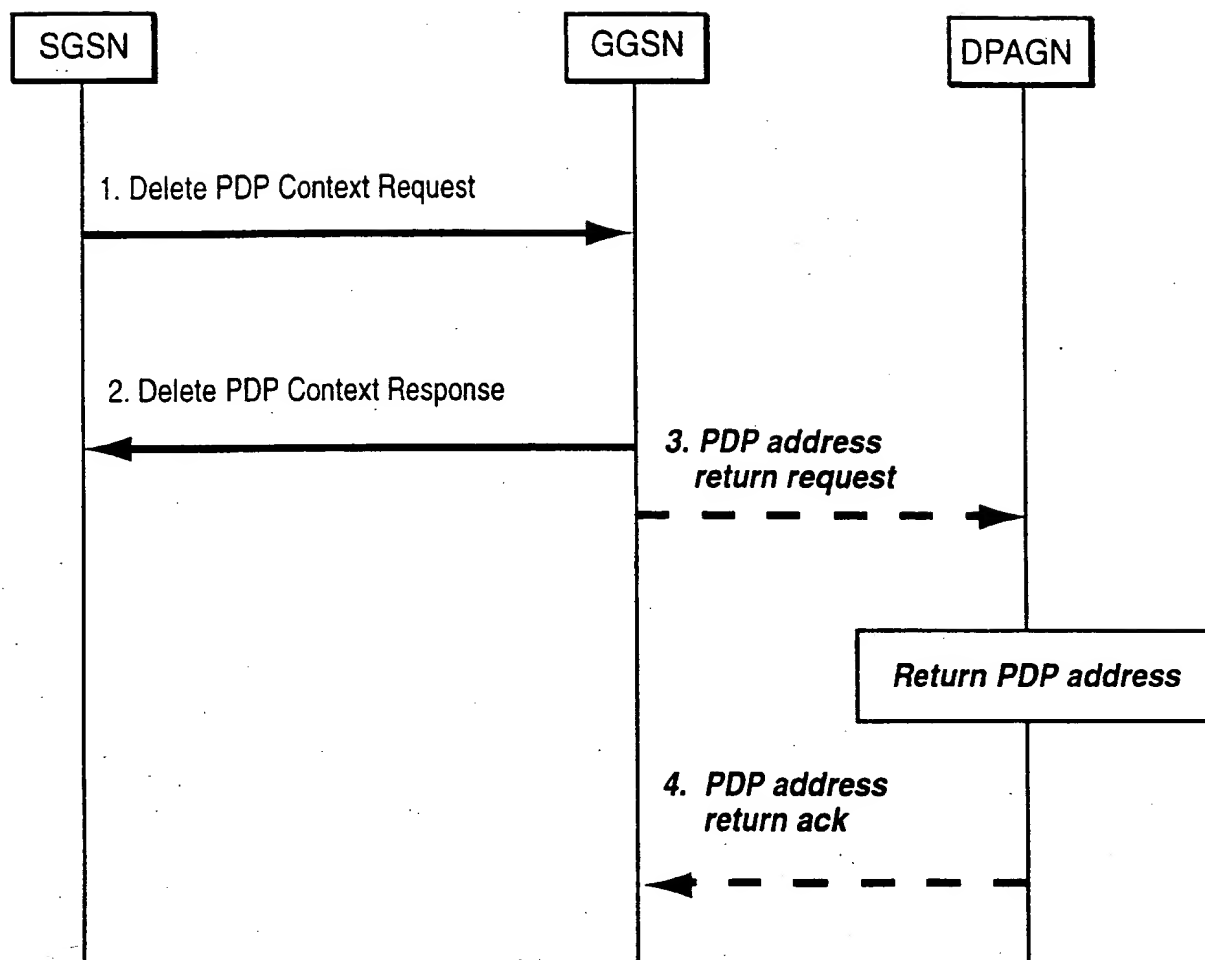 SGSN
GGSN
DPAGN
1. Delete PDP Context Request
2. Delete PDP Context Response
3. PDP address
return request
Return PDP address
4. PDP address
return ack